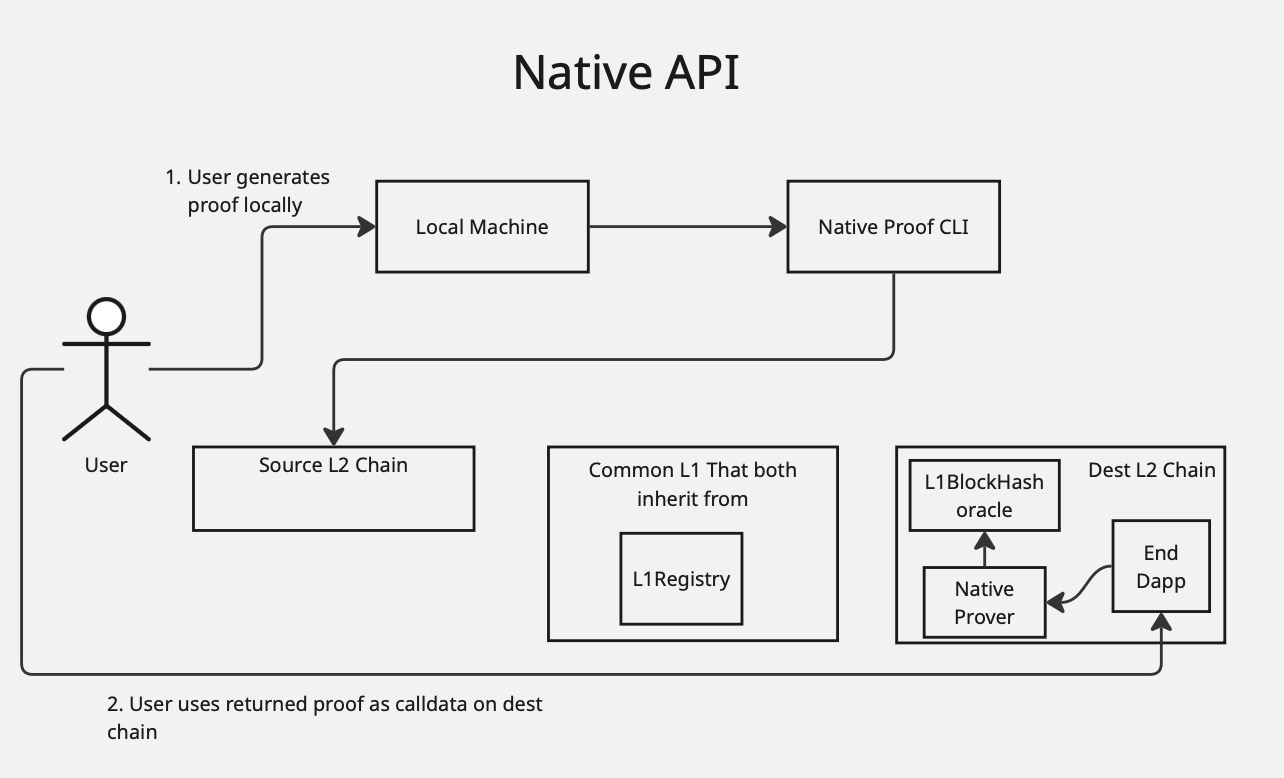 Native API
1. User generates
proof locally
Local Machine
Native Proof CLI
User
Source L2 Chain
Common L1 That both
inherit from
L1Registry
L1BlockHash
oracle
Dest L2 Chain
Native
Prover
End
Dapp
2. User uses returned proof as calldata on dest
chain